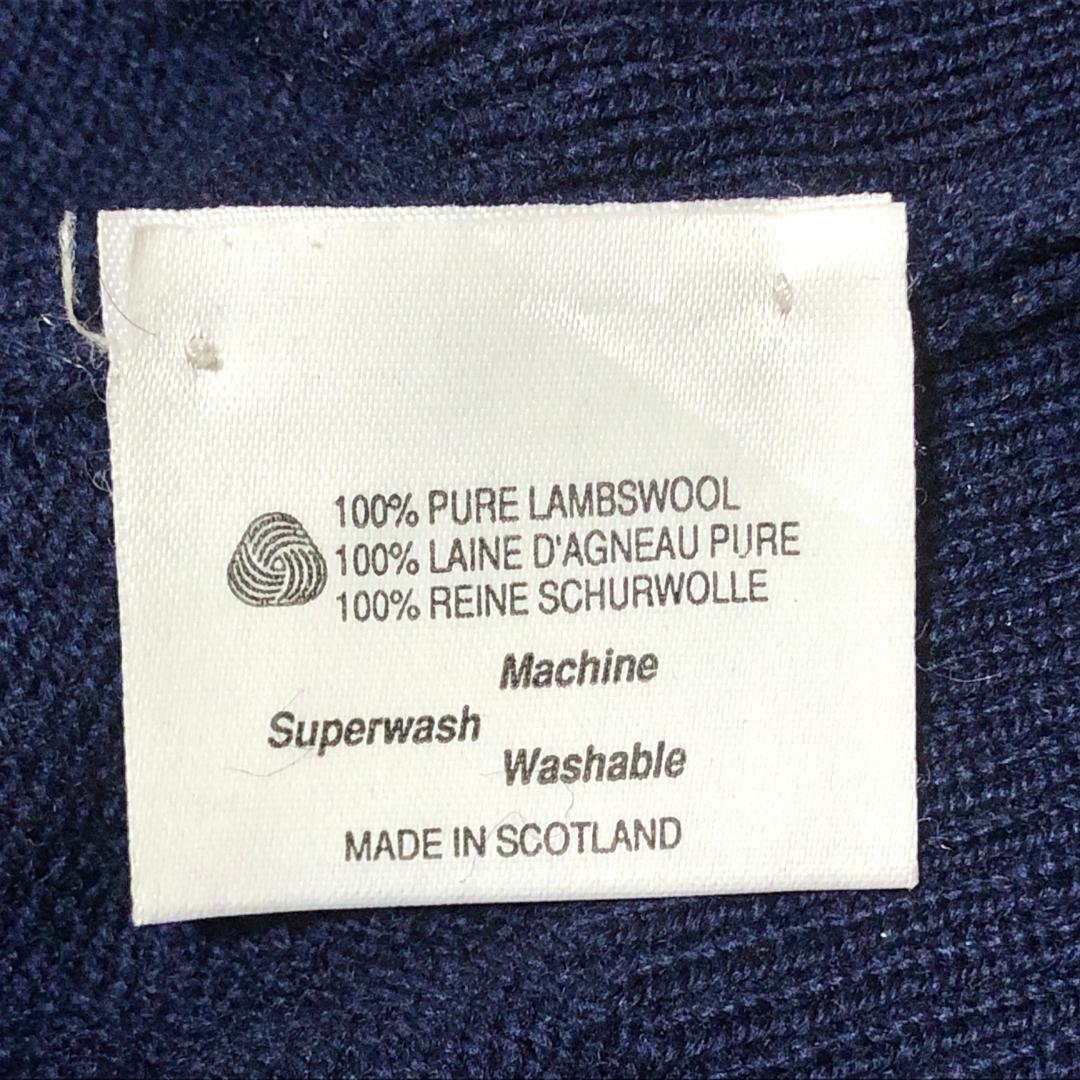 100% PURE LAMBSWOOL
100% LAINE D'AGNEAU PURE
100% REINE SCHURWOLLE
Machine
Superwash
Washable
MADE IN SCOTLAND